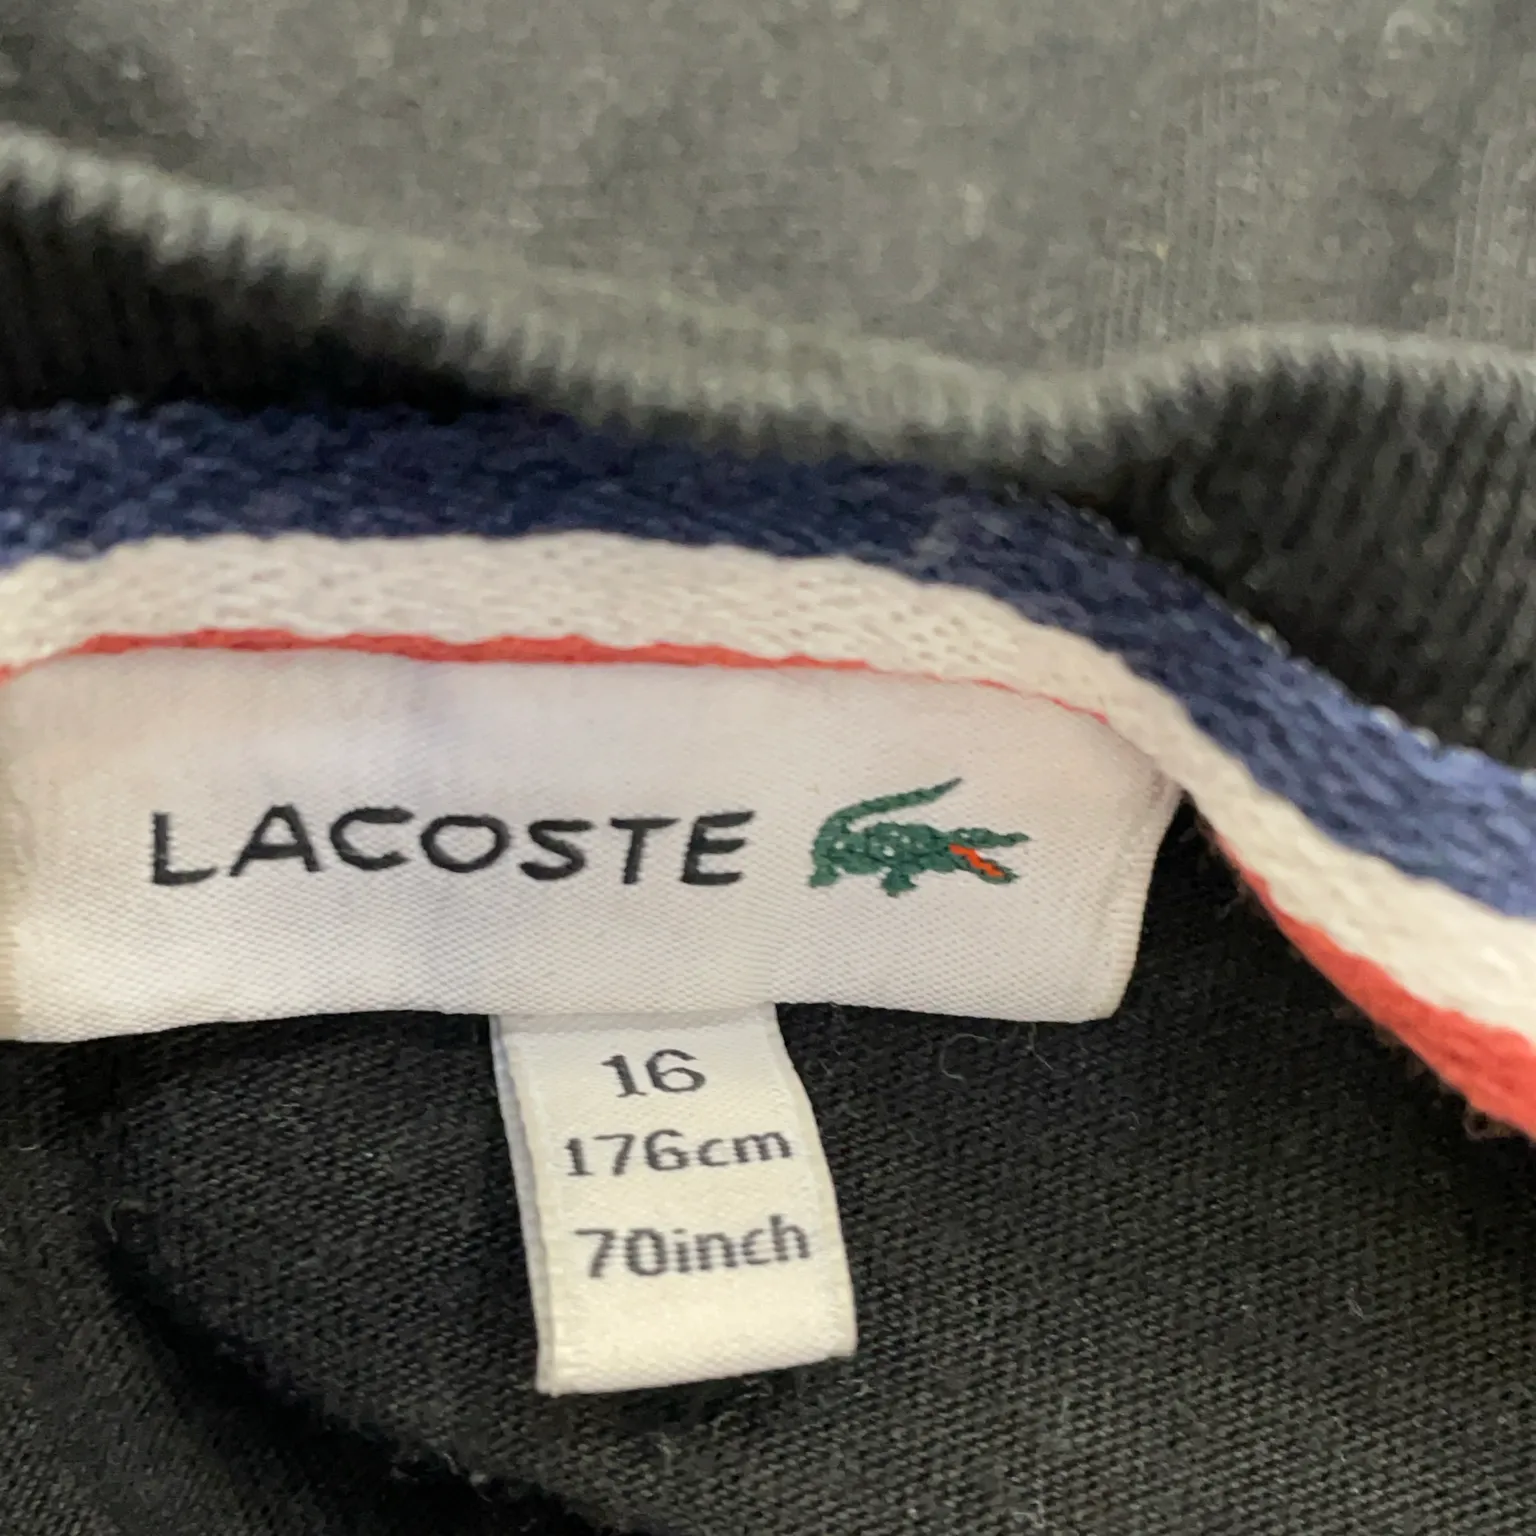 LACOSTE
16
176cm
70inch